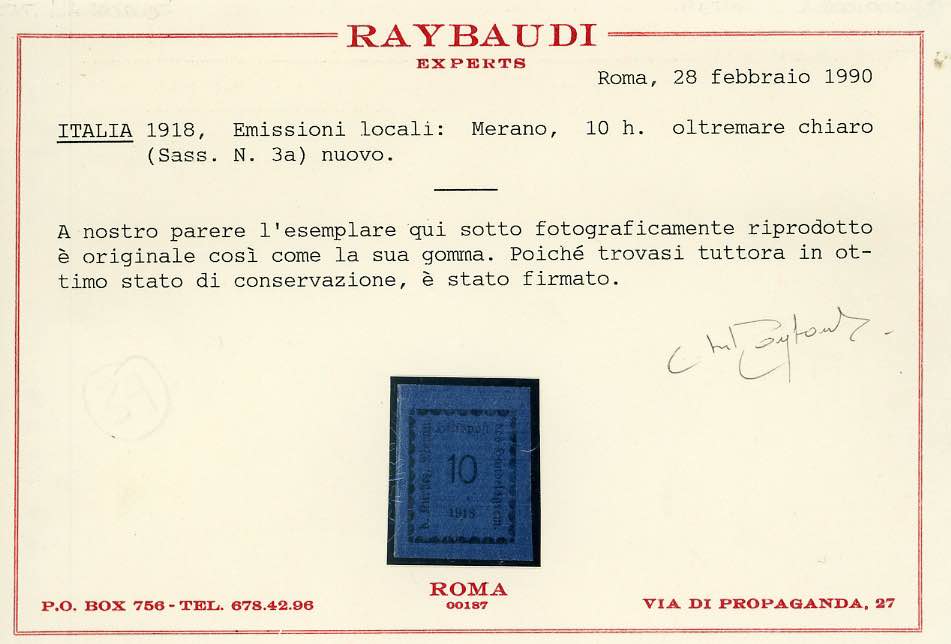 RAYBAUDI
EXPERTS
Roma, 28 febbraio 1990
ITALIA 1918, Emissioni locali: Merano, 10 h. oltremare chiaro
(Sass. N. 3a) nuovo.
A nostro parere l'esemplare qui sotto fotograficamente riprodotto
è originale così come la sua gomma. Poiché trovasi tuttora in ot-
timo stato di conservazione, è stato firmato.
10
1918
ROMA
00187
P.O. BOX 756 - TEL. 678.42.96
VIA DI PROPAGANDA, 27